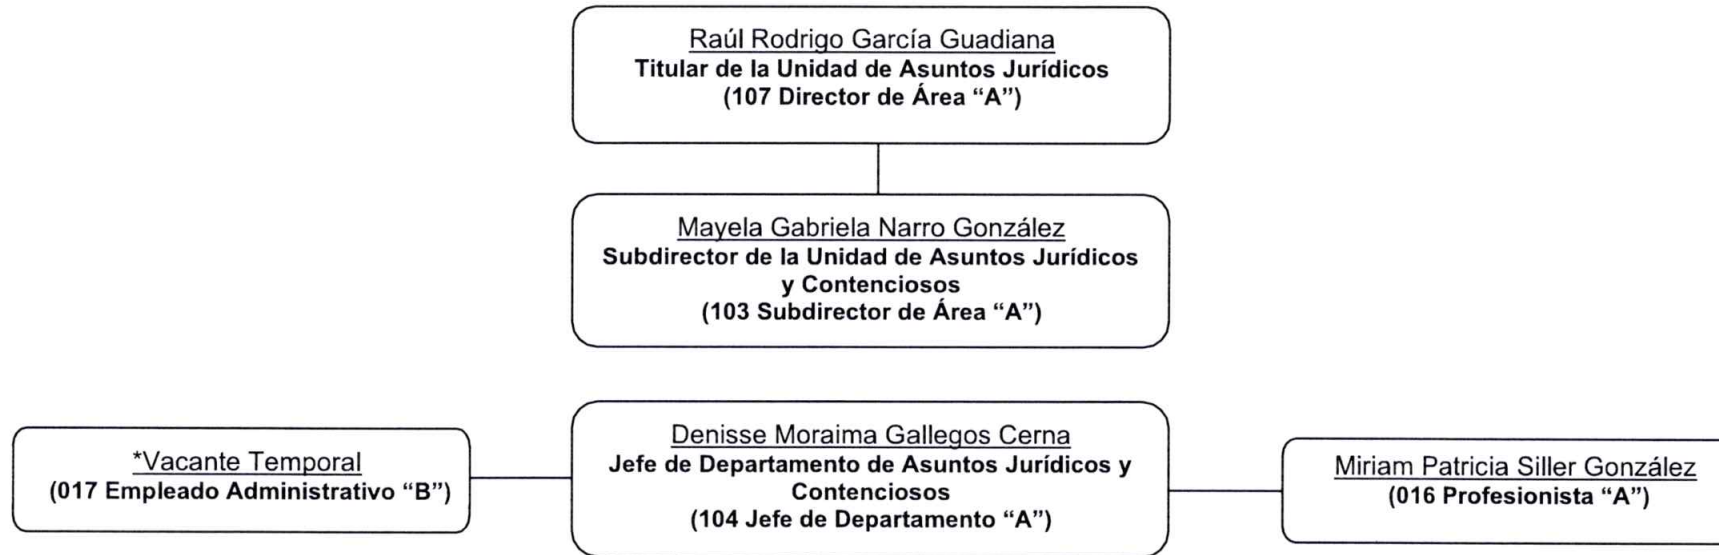 Raúl Rodrigo García Guadiana
Titular de la Unidad de Asuntos Jurídicos
(107 Director de Área “A”)
Mayela Gabriela Narro González
Subdirector de la Unidad de Asuntos Jurídicos
y Contenciosos
(103 Subdirector de Área “A”)
*Vacante Temporal
(017 Empleado Administrativo “B”)
Denisse Moraima Gallegos Cerna
Jefe de Departamento de Asuntos Jurídicos y
Contenciosos
(104 Jefe de Departamento “A”)
Miriam Patricia Siller González
(016 Profesionista “A”)